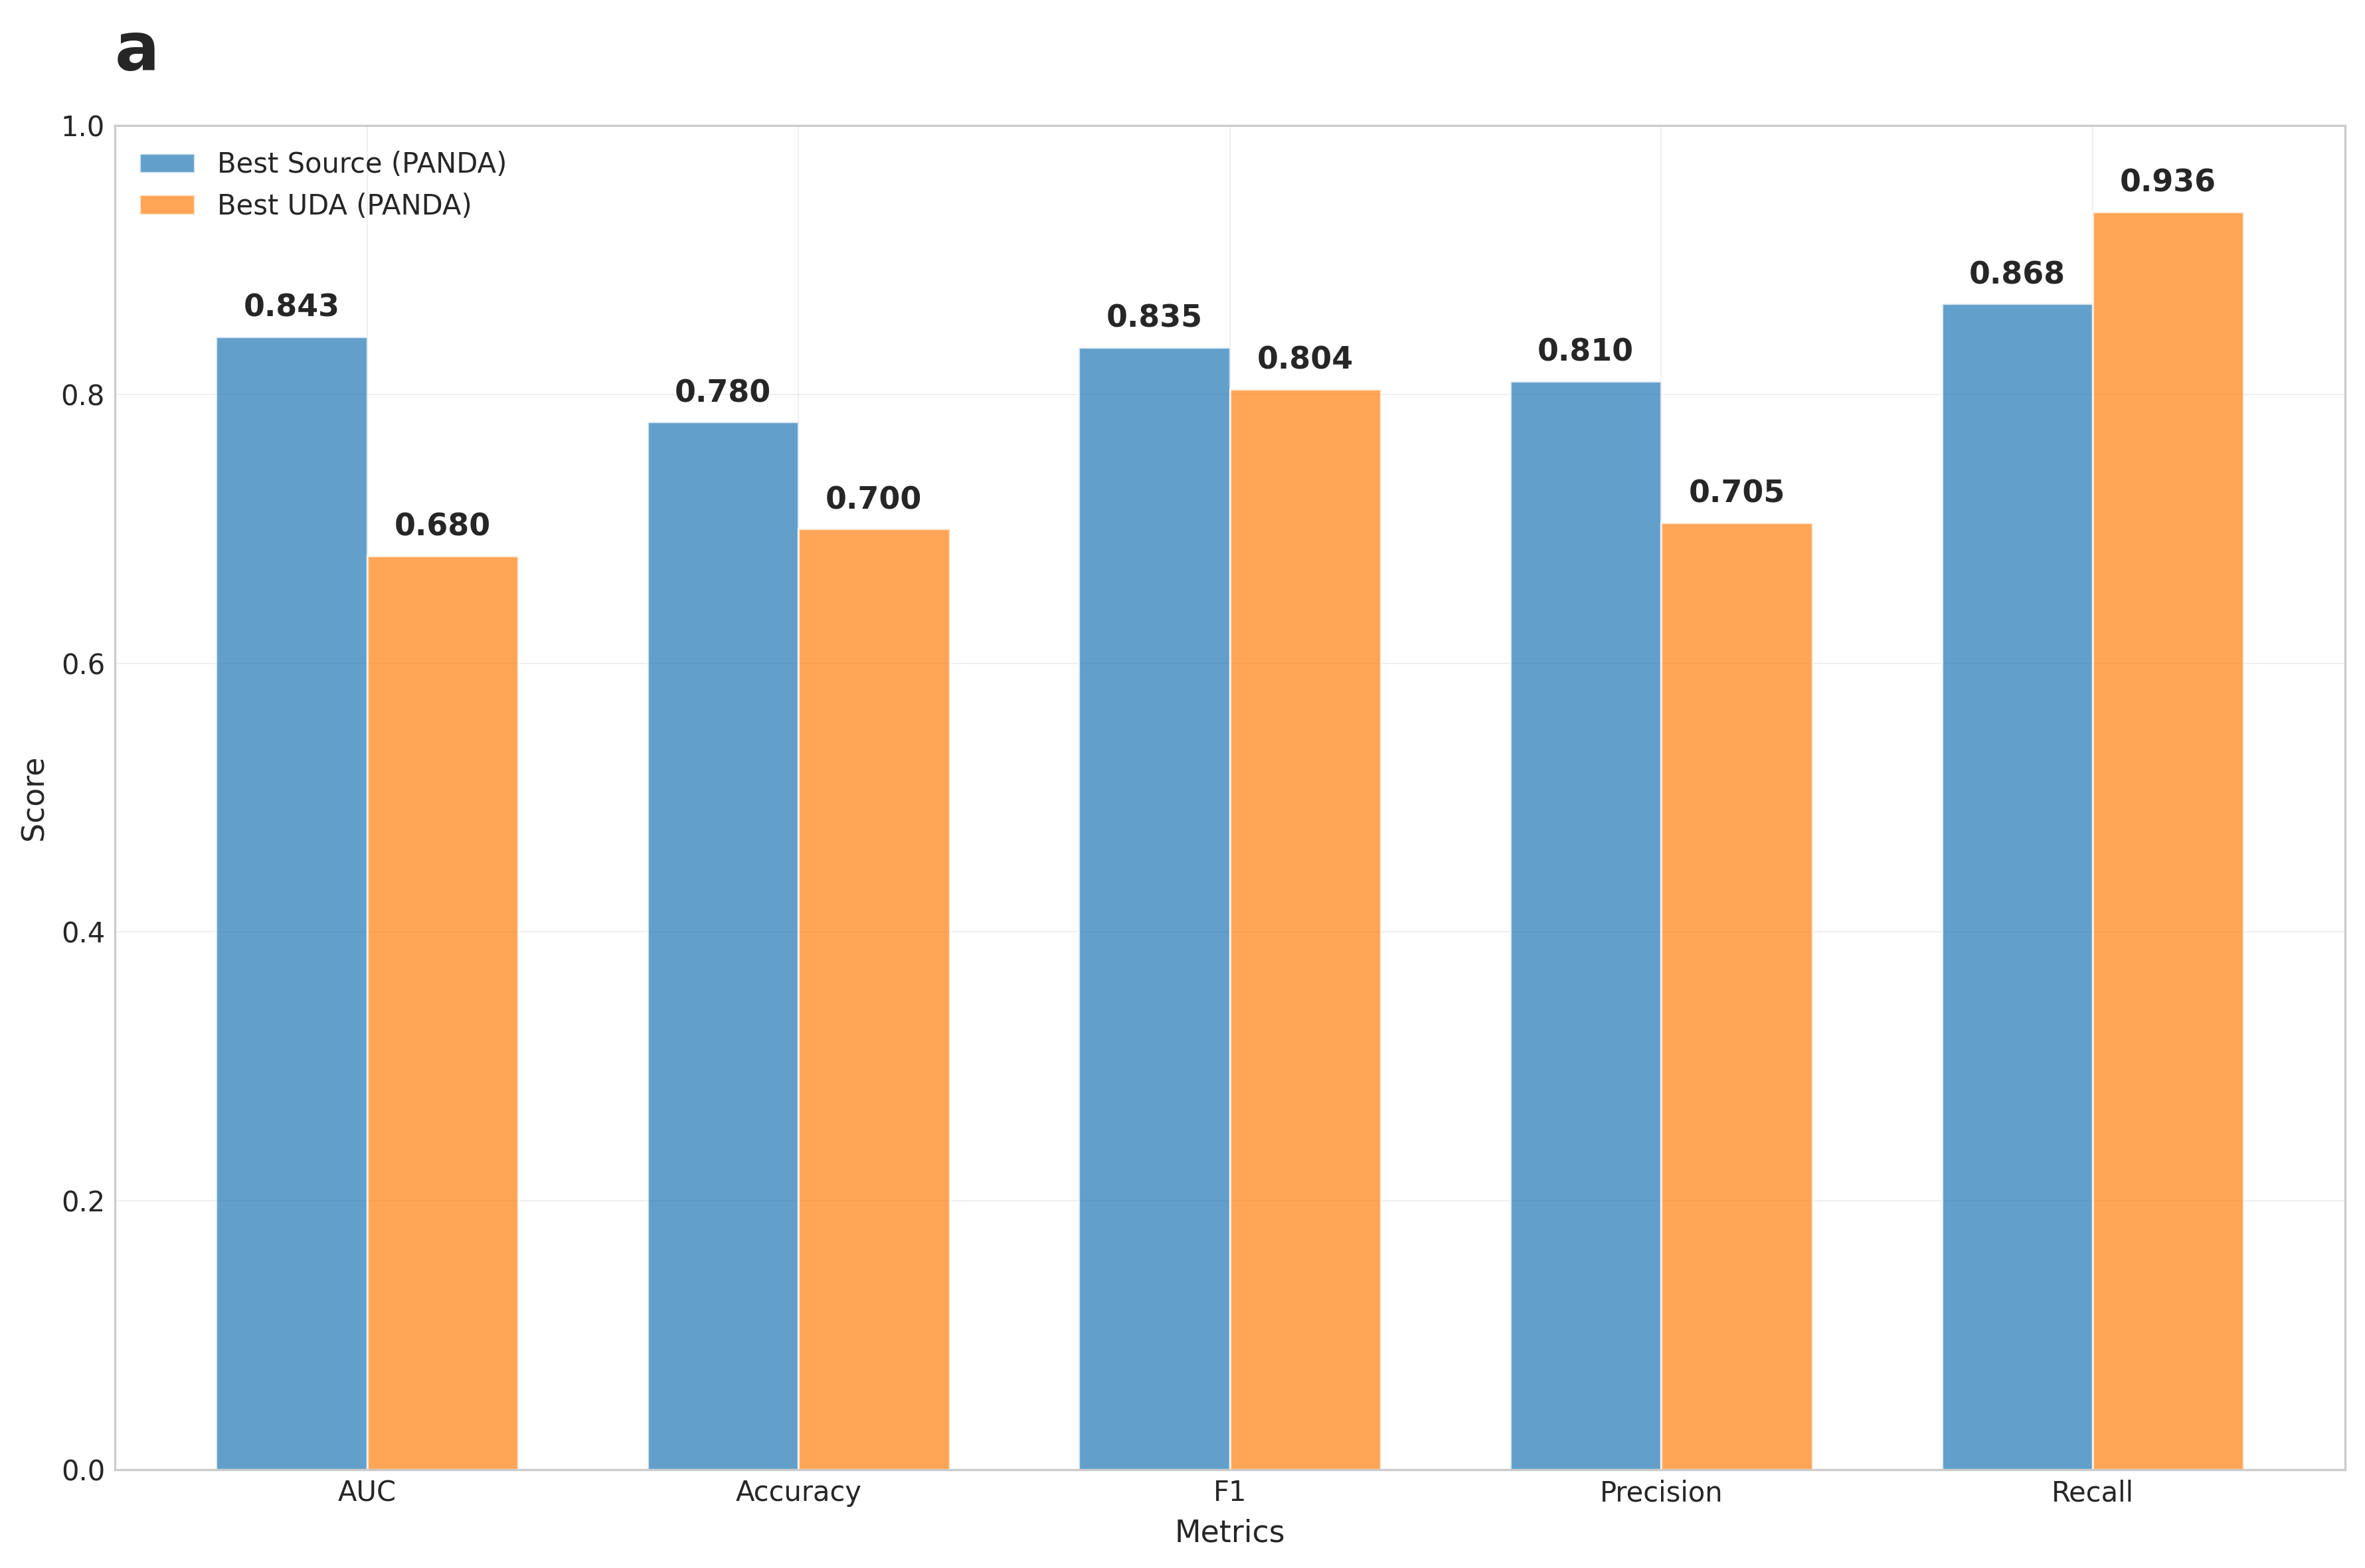 a
1.0
0.8
0.6
0.4
0.2
0.0
Score
Best Source (PANDA)
Best UDA (PANDA)
0.843
0.680
0.780
0.700
0.835
0.804
0.810
0.705
0.868
0.936
AUC
Accuracy
F1
Precision
Recall
Metrics